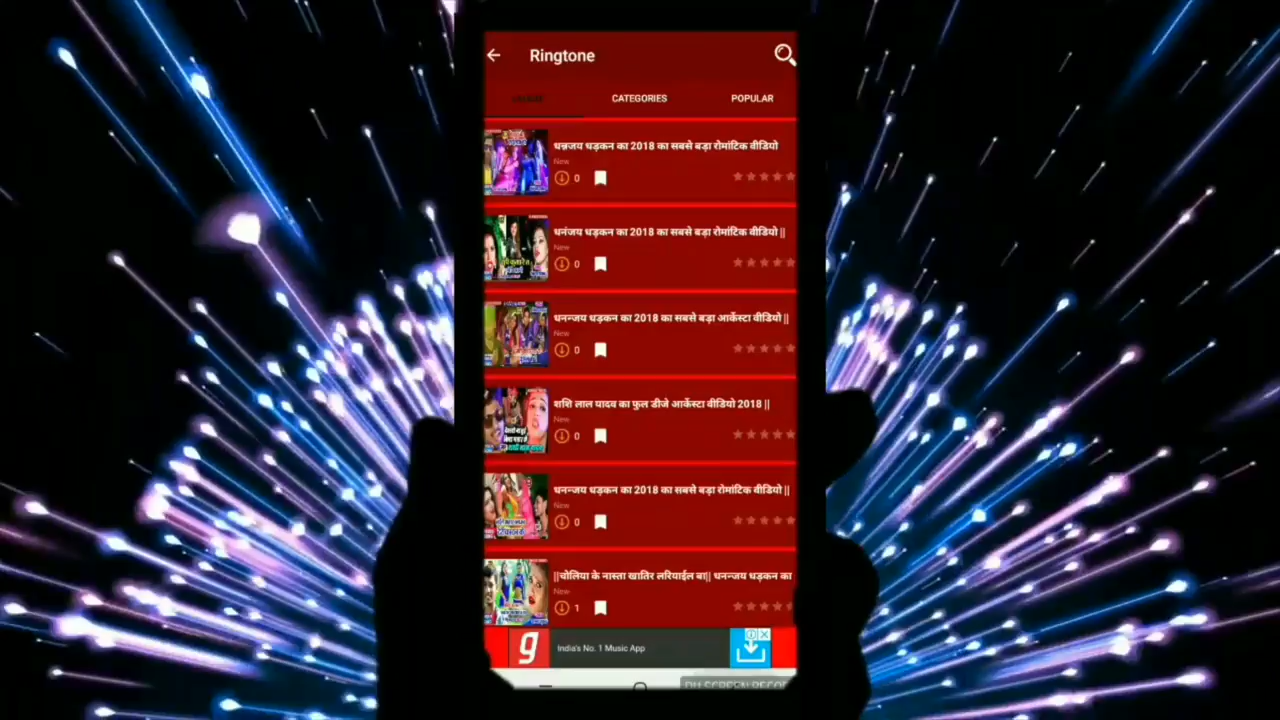 Ringtone
CATEGORIES
POPULAR
धन्नजय धड़कन का 2018 का सबसे बड़ा रोमांटिक वीडियो
New
0
धनंजय धड़कन का 2018 का सबसे बड़ा रोमांटिक वीडियो ||
New
0
धनन्जय धड़कन का 2018 का सबसे बड़ा आर्केस्टा वीडियो ||
New
0
शशि लाल यादव का फुल डीजे आर्केस्टा वीडियो 2018 ||
New
0
धनन्जय धड़कन का 2018 का सबसे बड़ा रोमांटिक वीडियो ||
New
0
||चोलिया के नास्ता खातिर लरियाईल बा|| धनन्जय धड़कन का
New
1
g
India's No. 1 Music App